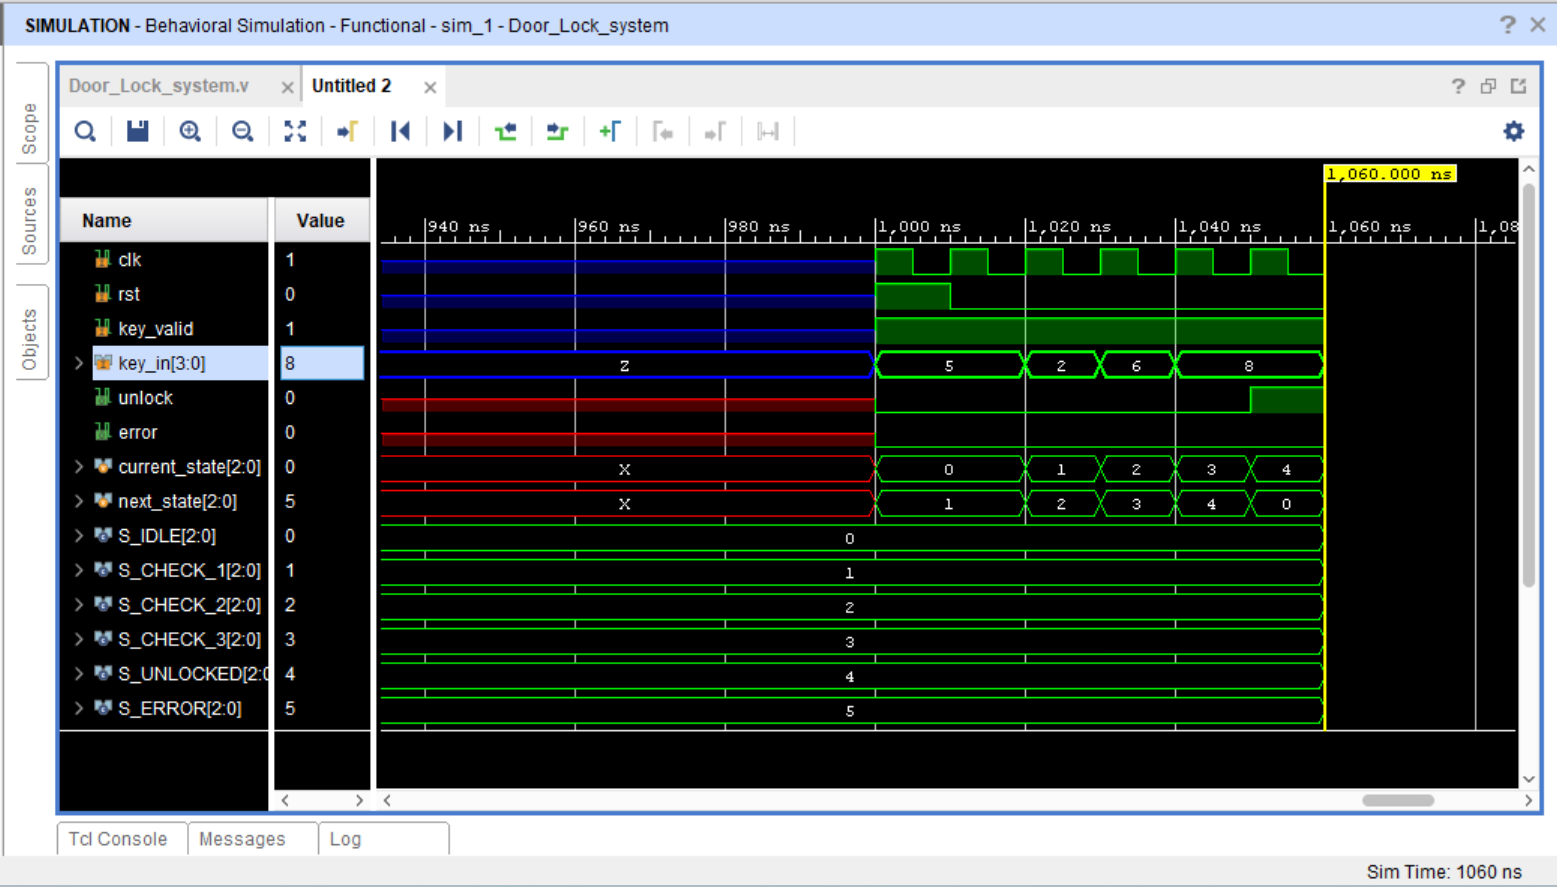 SIMULATION - Behavioral Simulation - Functional - sim_1 - Door_Lock_system
? ×
Scope
Sources
Objects
Door_Lock_system.v ×
Untitled 2 ×
?
1,060.000 ns
Name Value
940 ns 960 ns 980 ns 1,000 ns 1,020 ns 1,040 ns 1,060 ns 1,08
clk 1
rst 0
key_valid 1
key_in[3:0] 8 Z 5 2 6 8
unlock 0
error 0
current_state[2:0] 0 X 0 1 2 3 4
next_state[2:0] 5 X 1 2 3 4 0
S_IDLE[2:0] 0 0
S_CHECK_1[2:0] 1 1
S_CHECK_2[2:0] 2 2
S_CHECK_3[2:0] 3 3
S_UNLOCKED[2:0 4 4
S_ERROR[2:0] 5 5
Tcl Console Messages Log
Sim Time: 1060 ns